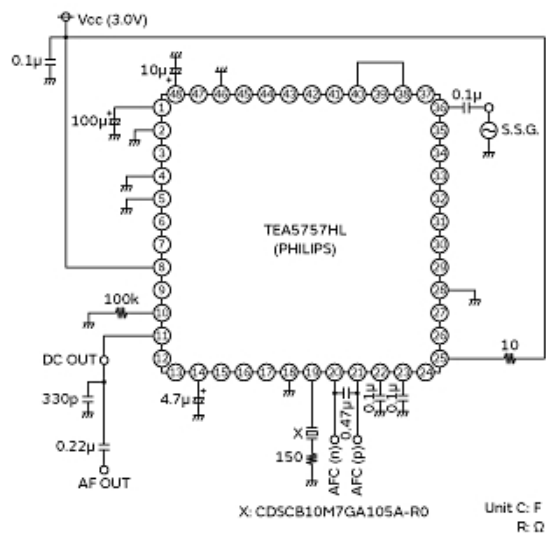 Vcc (3.0V)
0.1μ
10μ
+
48 47 46 45 44 43 42 41 40 39 38 37
100μ
+
0.1μ
S.S.G.
1
2
3
4
5
6
7
8
9
10
11
12
36
35
34
33
32
31
30
29
28
27
26
25
TEA5757HL
(PHILIPS)
100k
10
DC OUT
13 14 15 16 17 18 19 20 21 22 23 24
330p
4.7μ
+
0.47μ
0.1μ
0.1μ
0.22μ
X
150
AFC (n)
AFC (p)
AF OUT
X: CDSCB10M7GA105A-R0
Unit C: F
R: Ω